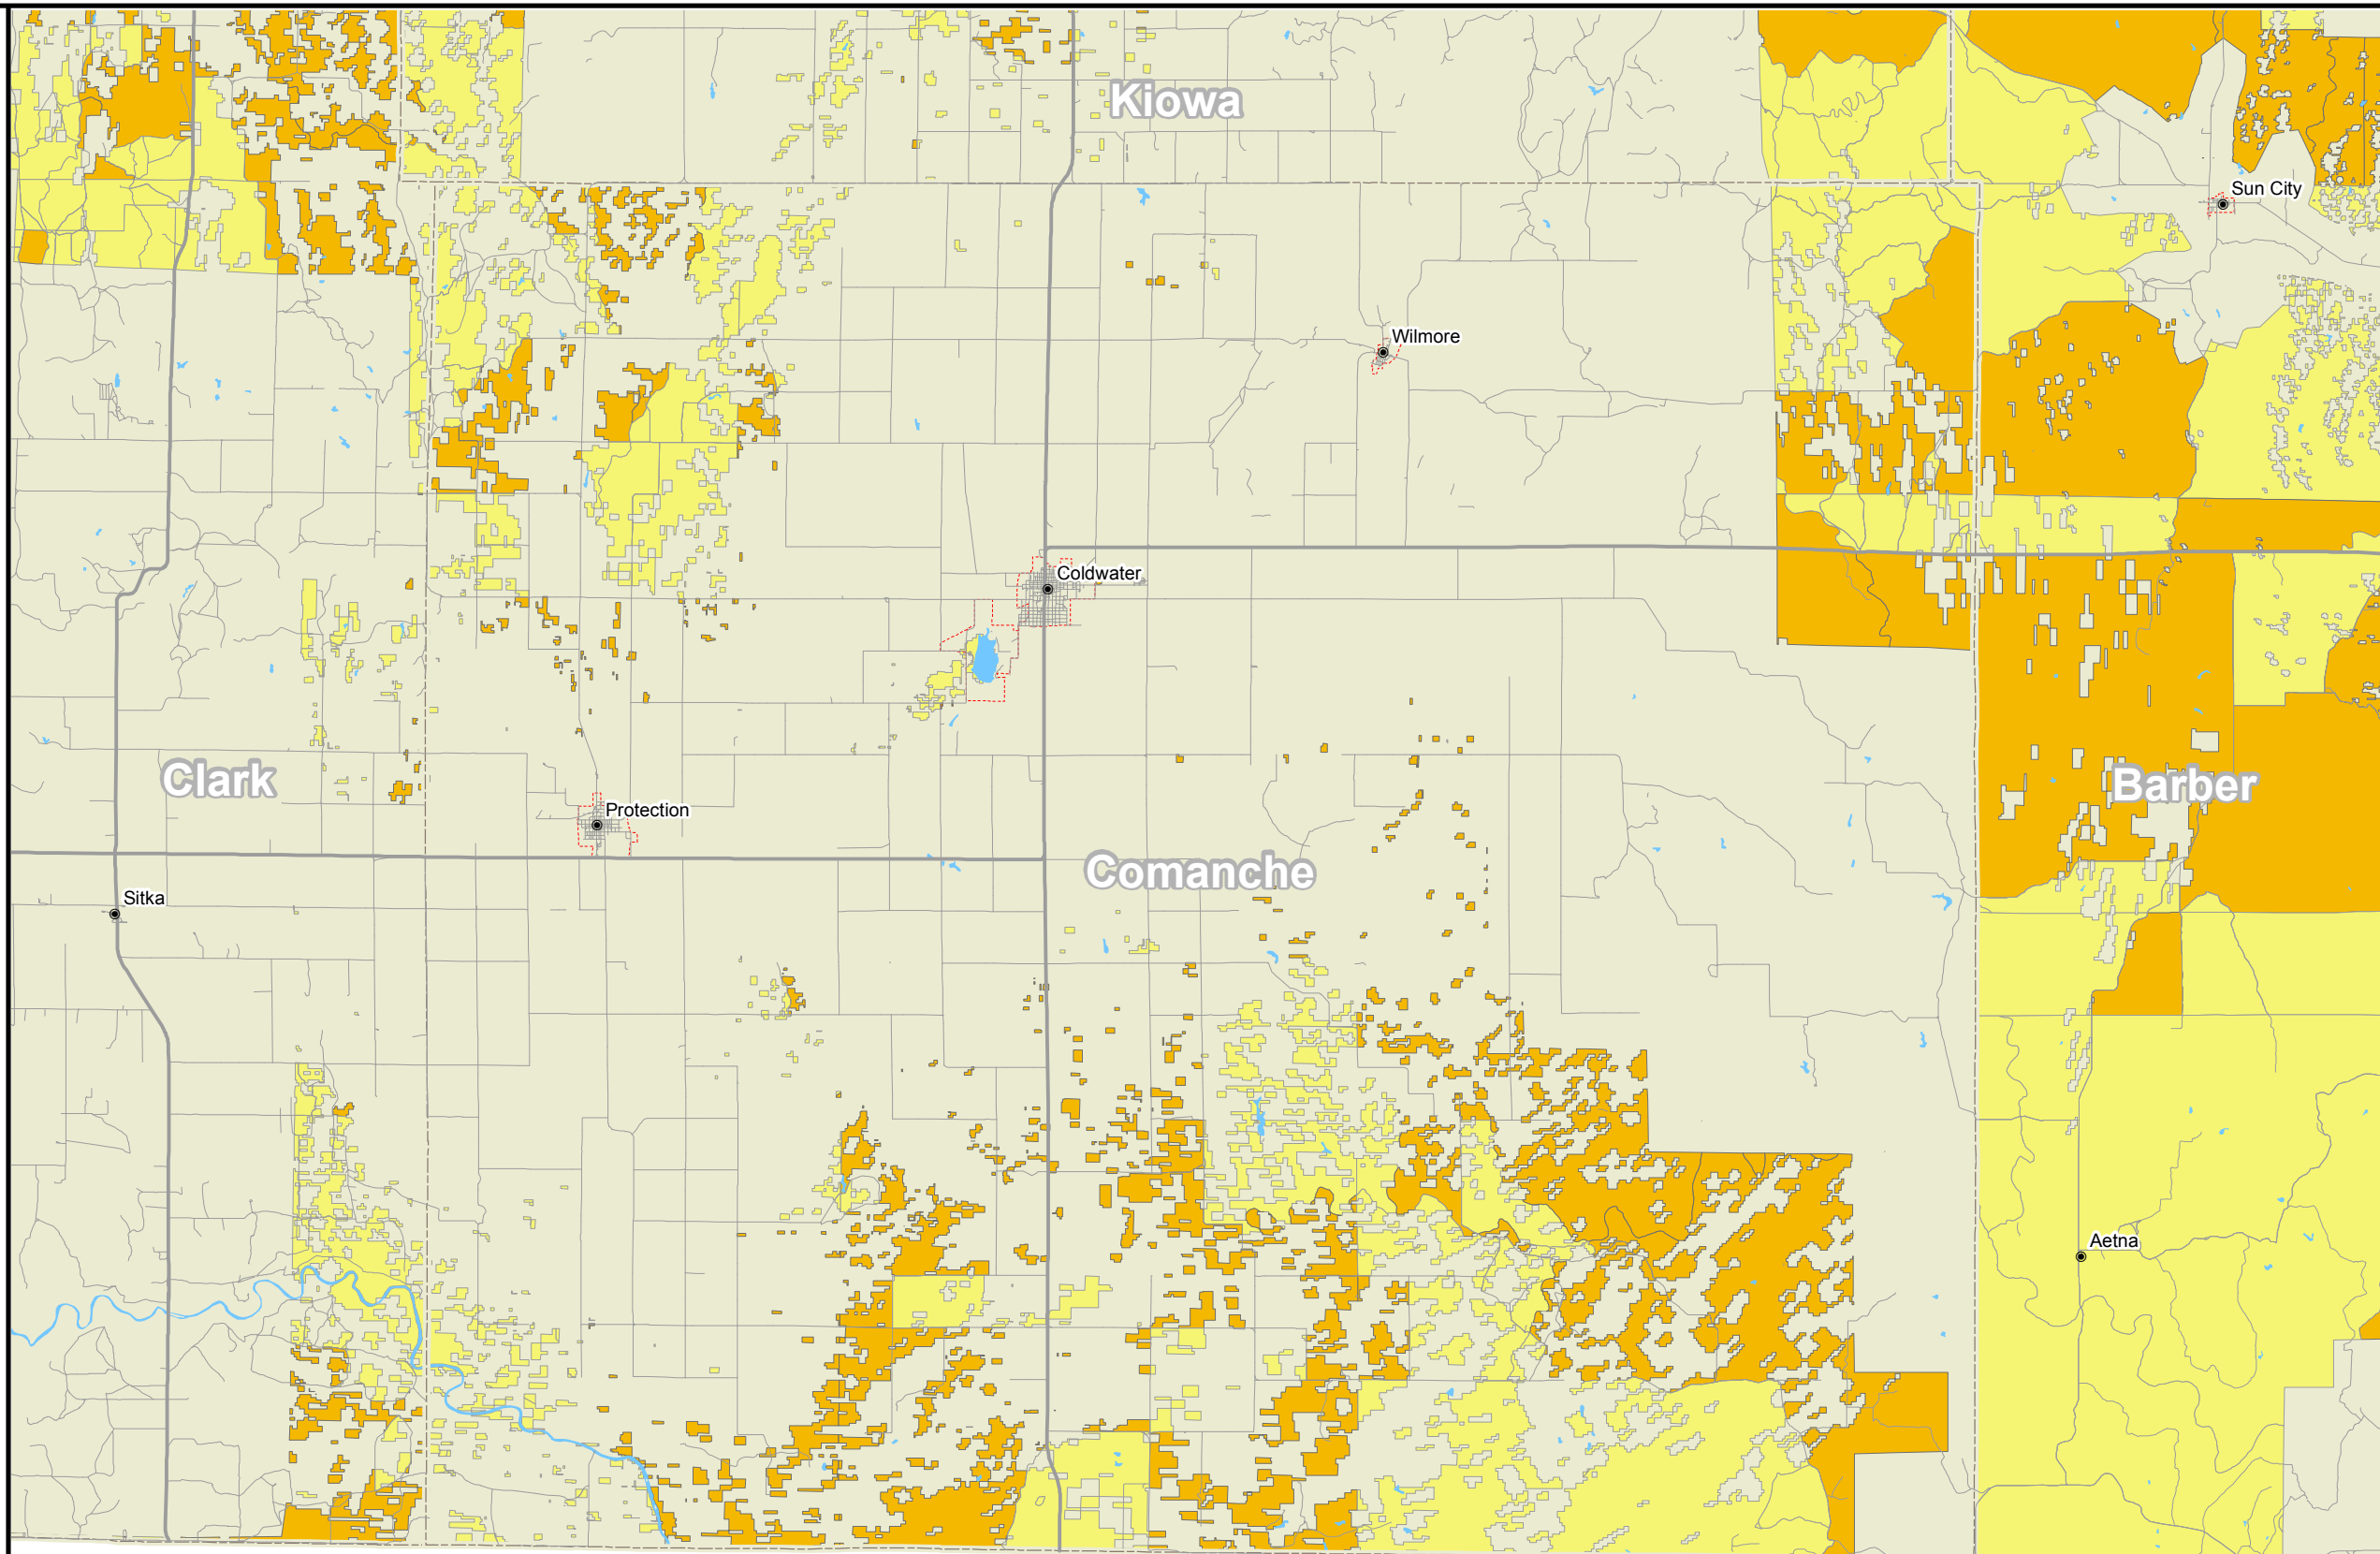 Kiowa
Sun City
Wilmore
Coldwater
Clark
Barber
Protection
Comanche
Sitka
Aetna